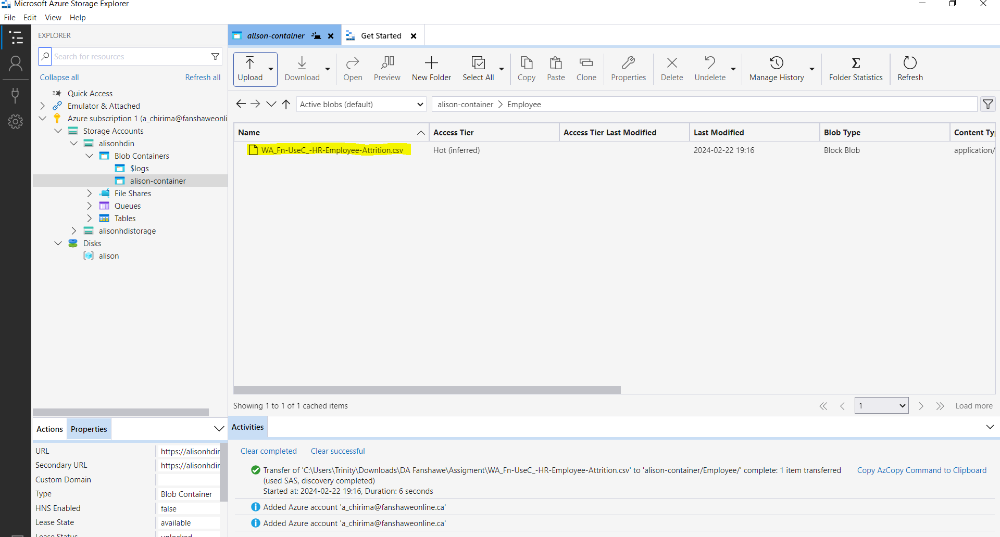 Microsoft Azure Storage Explorer
File Edit View Help
EXPLORER
Search for resources
Collapse all Refresh all
Quick Access
Emulator & Attached
Azure subscription 1 (a_chirima@fanshaweonli
Storage Accounts
alisonhdin
Blob Containers
$logs
alison-container
File Shares
Queues
Tables
alisonhdistorage
Disks
alison
Actions Properties
URL https://alisonhdin
Secondary URL https://alisonhdin
Custom Domain
Type Blob Container
HNS Enabled false
Lease State available
Lease Status unlocked
alison-container Get Started
Upload Download Open Preview New Folder Select All Copy Paste Clone Properties Delete Undelete Manage History Folder Statistics Refresh
Active blobs (default) alison-container Employee
Name Access Tier Access Tier Last Modified Last Modified Blob Type Content Ty
WA_Fn-UseC_-HR-Employee-Attrition.csv Hot (inferred) 2024-02-22 19:16 Block Blob application/
Showing 1 to 1 of 1 cached items 1 Load more
Activities
Clear completed Clear successful
Transfer of 'C:\Users\Trinity\Downloads\DA Fanshawe\Assigment\WA_Fn-UseC_-HR-Employee-Attrition.csv' to 'alison-container/Employee/' complete: 1 item transferred Copy AzCopy Command to Clipboard
(used SAS, discovery completed)
Started at: 2024-02-22 19:16, Duration: 6 seconds
Added Azure account 'a_chirima@fanshaweonline.ca'
Added Azure account 'a_chirima@fanshaweonline.ca'